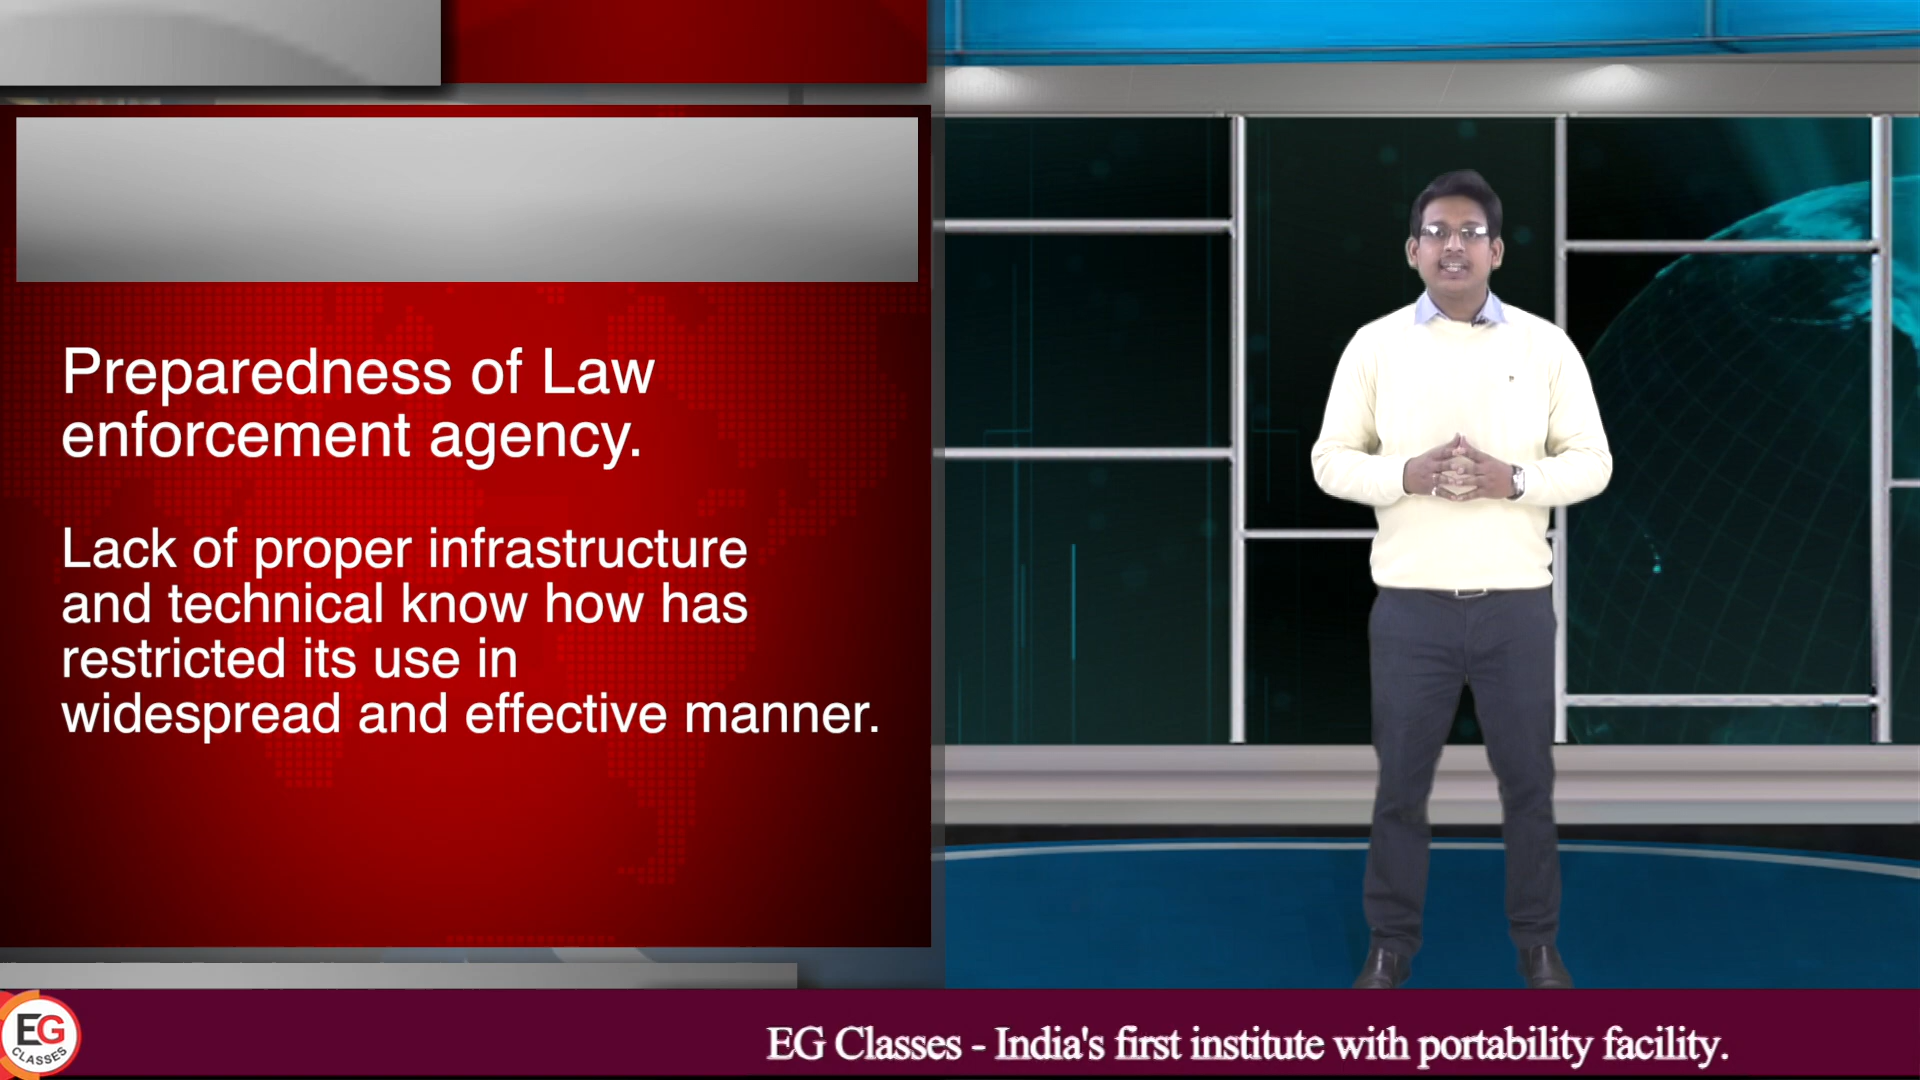 Preparedness of Law
enforcement agency.
Lack of proper infrastructure
and technical know how has
restricted its use in
widespread and effective manner.
EG
CLASSES
EG Classes - India's first institute with portability facility.